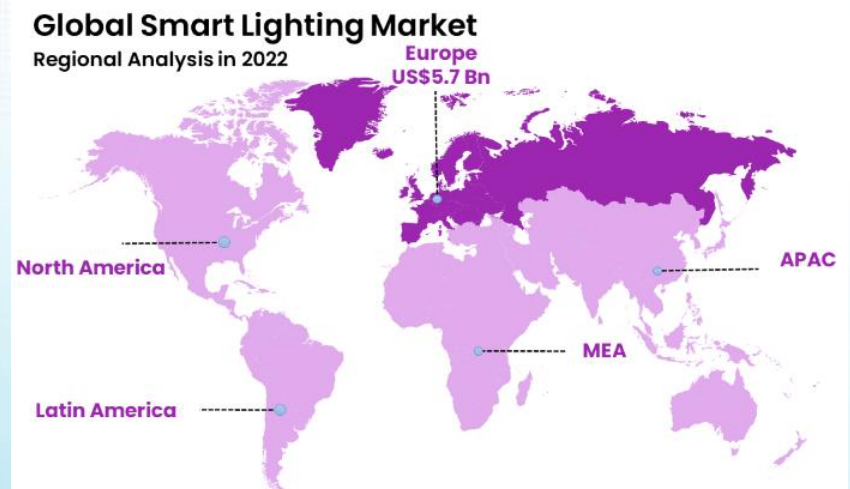 Global Smart Lighting Market
Regional Analysis in 2022
Europe
US$5.7 Bn
North America
APAC
MEA
Latin America